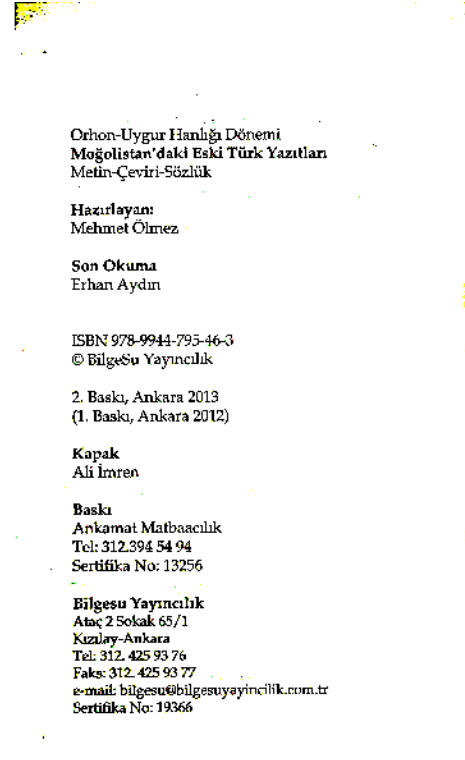 Orhon-Uygur Hanlığı Dönemi
Moğolistan'daki Eski Türk Yazıtları
Metin-Çeviri-Sözlük
Hazırlayan:
Mehmet Ölmez
Son Okuma
Erhan Aydın
ISBN 978-9944-795-46-3
© BilgeSu Yayıncılık
2. Baskı, Ankara 2013
(1. Baskı, Ankara 2012)
Kapak
Ali İmren
Baskı
Ankamat Matbaacılık
Tel: 312.394 54 94
Sertifika No: 13256
Bilgesu Yayıncılık
Ataç 2 Sokak 65/1
Kızılay-Ankara
Tel: 312. 425 93 76
Faks: 312. 425 93 77
e-mail: bilgesu@bilgesuyayincilik.com.tr
Sertifika No: 19366